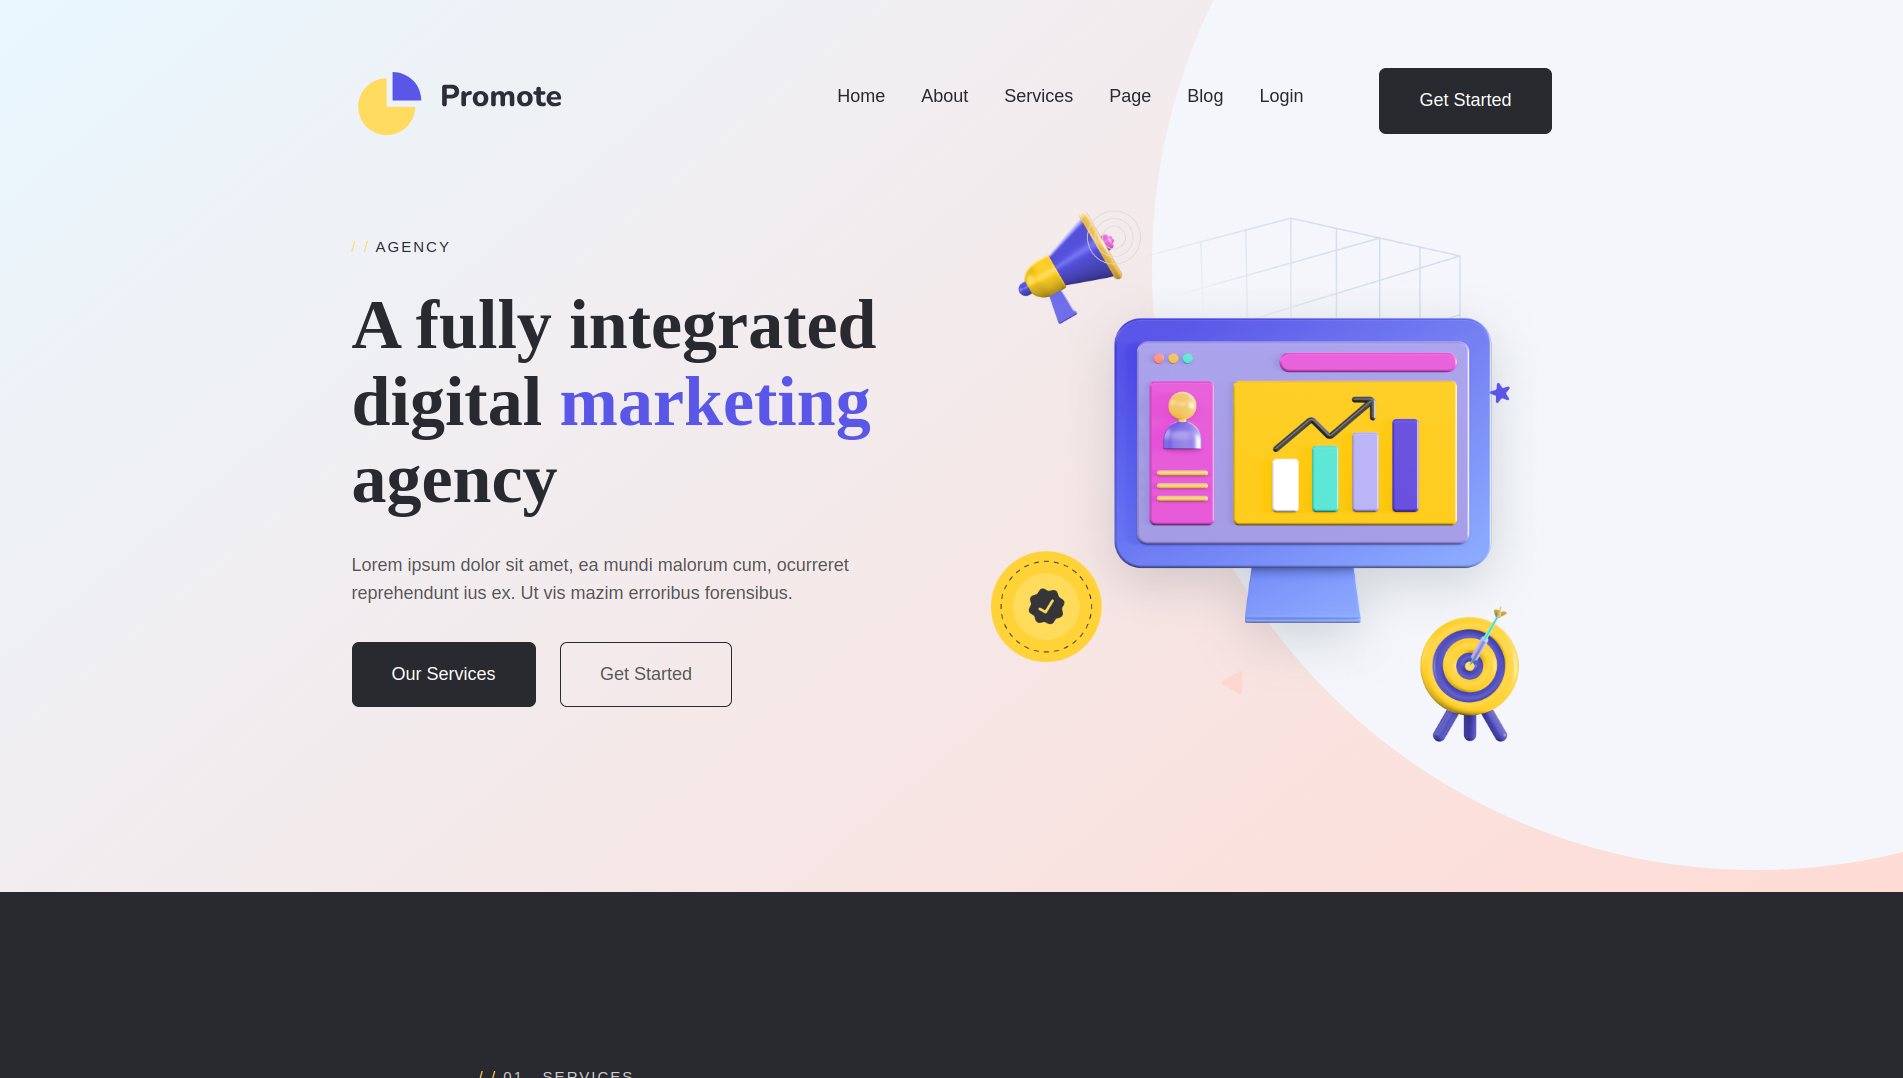 Promote
Home About Services Page Blog Login Get Started
/ / AGENCY
A fully integrated
digital marketing
agency
Lorem ipsum dolor sit amet, ea mundi malorum cum, ocurreret
reprehendunt ius ex. Ut vis mazim erroribus forensibus.
Our Services Get Started
/ / 01 . SERVICES